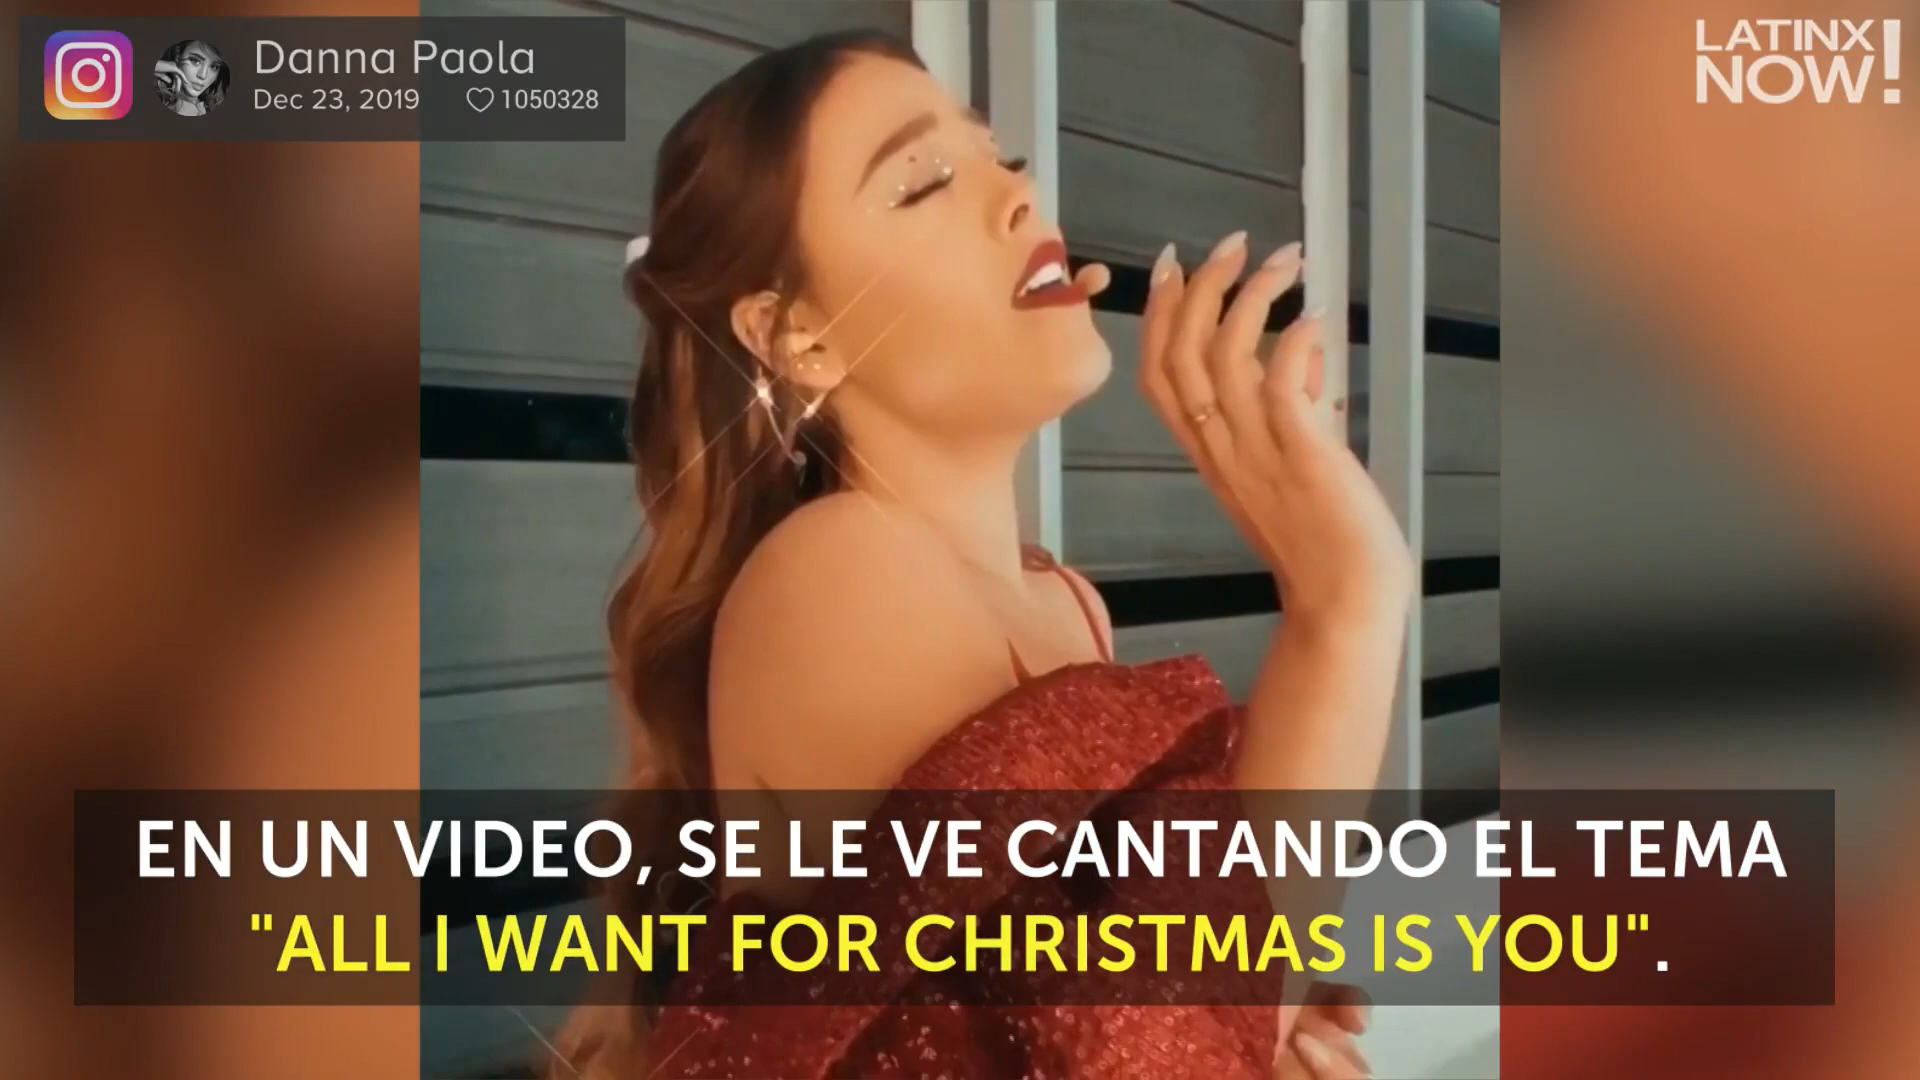 Danna Paola
Dec 23, 2019 1050328
LATINX
NOW!
EN UN VIDEO, SE LE VE CANTANDO EL TEMA
"ALL I WANT FOR CHRISTMAS IS YOU".